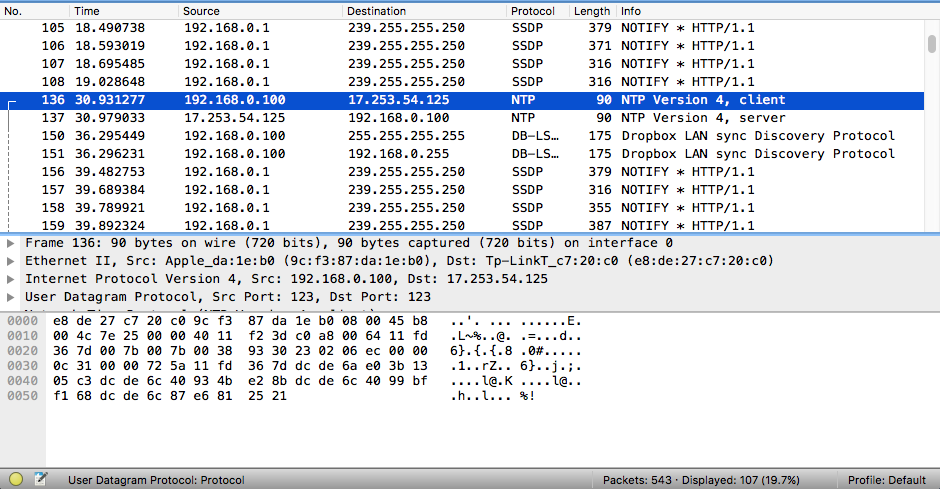 No. Time Source Destination Protocol Length Info
105 18.490738 192.168.0.1 239.255.255.250 SSDP 379 NOTIFY * HTTP/1.1
106 18.593019 192.168.0.1 239.255.255.250 SSDP 371 NOTIFY * HTTP/1.1
107 18.695485 192.168.0.1 239.255.255.250 SSDP 316 NOTIFY * HTTP/1.1
108 19.028648 192.168.0.1 239.255.255.250 SSDP 316 NOTIFY * HTTP/1.1
136 30.931277 192.168.0.100 17.253.54.125 NTP 90 NTP Version 4, client
137 30.979033 17.253.54.125 192.168.0.100 NTP 90 NTP Version 4, server
150 36.295449 192.168.0.100 255.255.255.255 DB-LS… 175 Dropbox LAN sync Discovery Protocol
151 36.296231 192.168.0.100 192.168.0.255 DB-LS… 175 Dropbox LAN sync Discovery Protocol
156 39.482753 192.168.0.1 239.255.255.250 SSDP 379 NOTIFY * HTTP/1.1
157 39.689384 192.168.0.1 239.255.255.250 SSDP 316 NOTIFY * HTTP/1.1
158 39.789921 192.168.0.1 239.255.255.250 SSDP 355 NOTIFY * HTTP/1.1
159 39.892324 192.168.0.1 239.255.255.250 SSDP 387 NOTIFY * HTTP/1.1
Frame 136: 90 bytes on wire (720 bits), 90 bytes captured (720 bits) on interface 0
Ethernet II, Src: Apple_da:1e:b0 (9c:f3:87:da:1e:b0), Dst: Tp-LinkT_c7:20:c0 (e8:de:27:c7:20:c0)
Internet Protocol Version 4, Src: 192.168.0.100, Dst: 17.253.54.125
User Datagram Protocol, Src Port: 123, Dst Port: 123
0000 e8 de 27 c7 20 c0 9c f3 87 da 1e b0 08 00 45 b8 ..'. ... ......E.
0010 00 4c 7e 25 00 00 40 11 f2 3d c0 a8 00 64 11 fd .L~%..@. .=...d..
0020 36 7d 00 7b 00 7b 00 38 93 30 23 02 06 ec 00 00 6}.{.{.8 .0#.....
0030 0c 31 00 00 72 5a 11 fd 36 7d dc de 6a e0 3b 13 .1..rZ.. 6}..j.;.
0040 05 c3 dc de 6c 40 93 4b e2 8b dc de 6c 40 99 bf ....l@.K ....l@..
0050 f1 68 dc de 6c 87 e6 81 25 21 .h..l... %!
User Datagram Protocol: Protocol Packets: 543 · Displayed: 107 (19.7%) Profile: Default